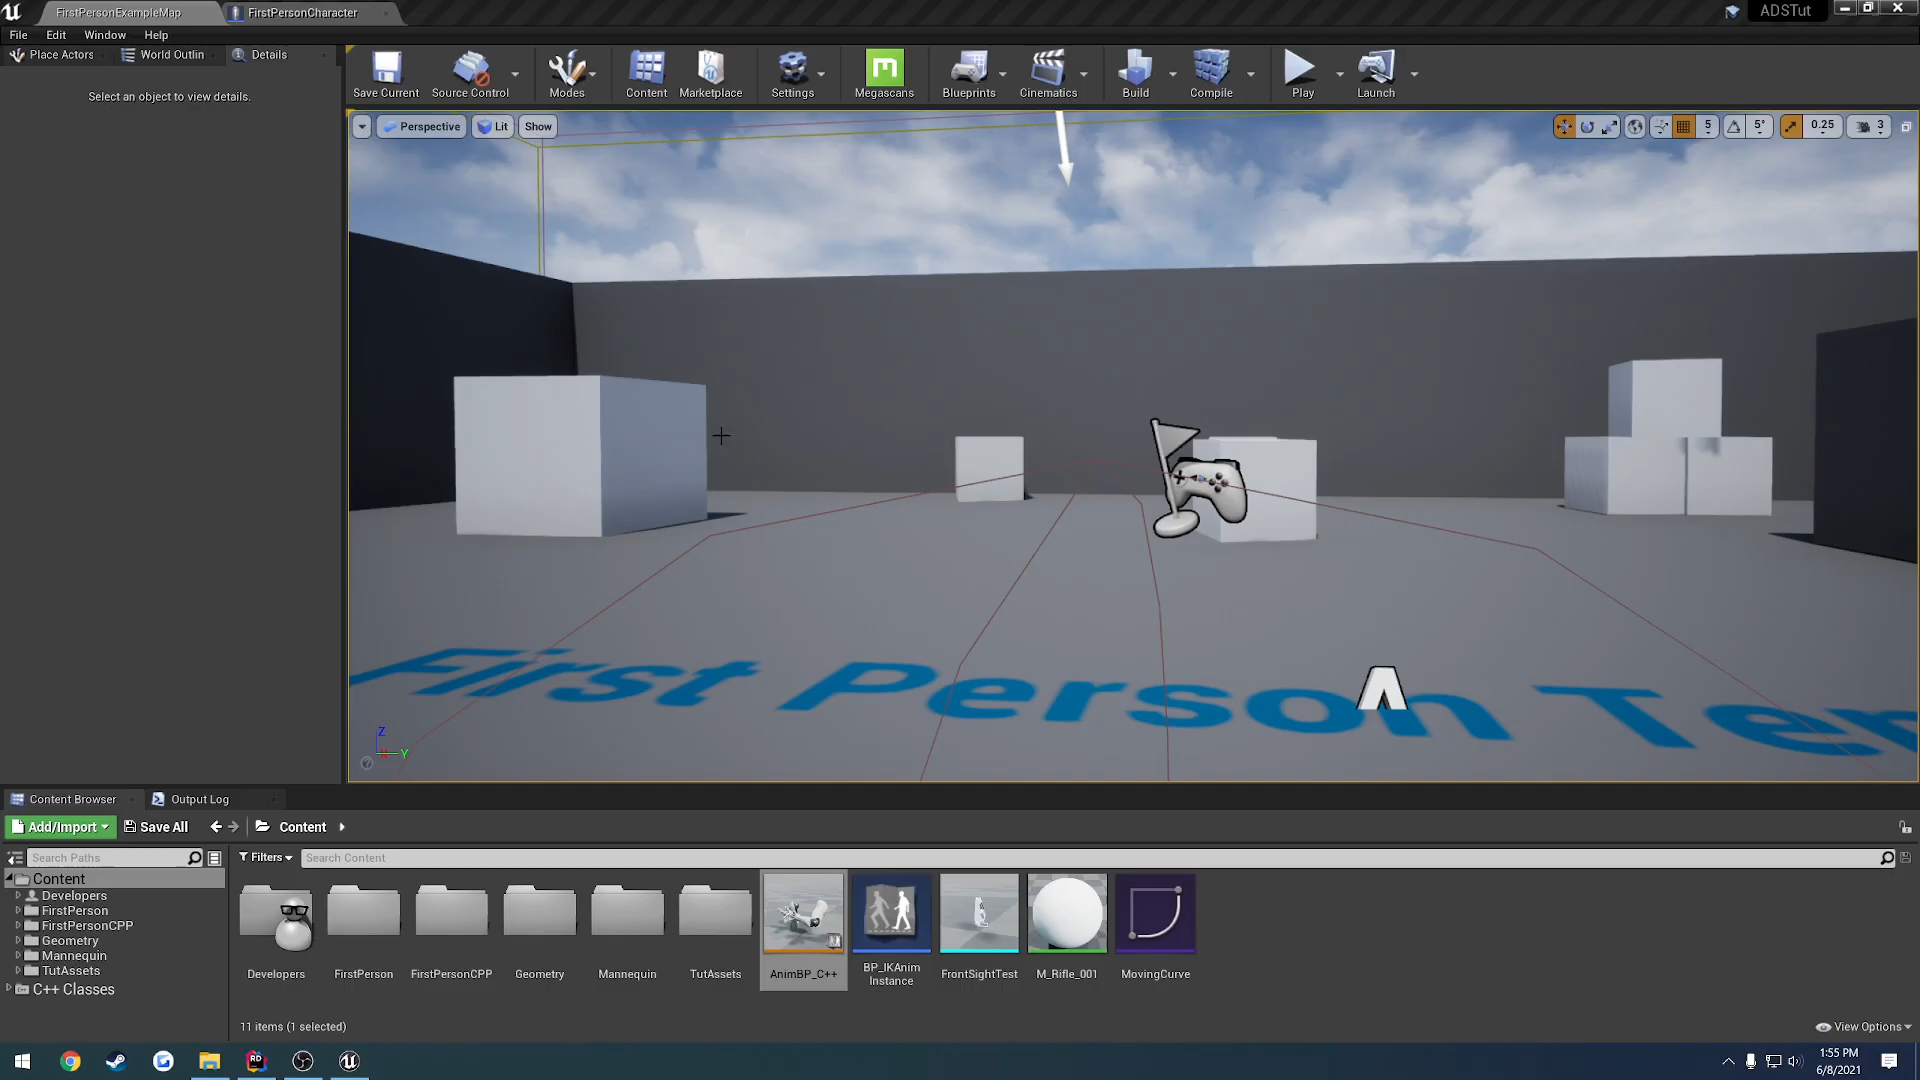 FirstPersonExampleMap
FirstPersonCharacter
ADSTut
File Edit Window Help
Place Actors World Outlin Details
Select an object to view details.
Save Current Source Control Modes Content Marketplace Settings Megascans Blueprints Cinematics Build Compile Play Launch
Perspective Lit Show
5 5° 0.25 3
First Person Ter
Z
X Y
Content Browser Output Log
Add/Import Save All Content
Search Paths
Filters Search Content
Content
Developers
FirstPerson
FirstPersonCPP
Geometry
Mannequin
TutAssets
C++ Classes
Developers FirstPerson FirstPersonCPP Geometry Mannequin TutAssets AnimBP_C++ BP_IKAnim FrontSightTest M_Rifle_001 MovingCurve
Instance
11 items (1 selected)
View Options
1:55 PM
6/8/2021